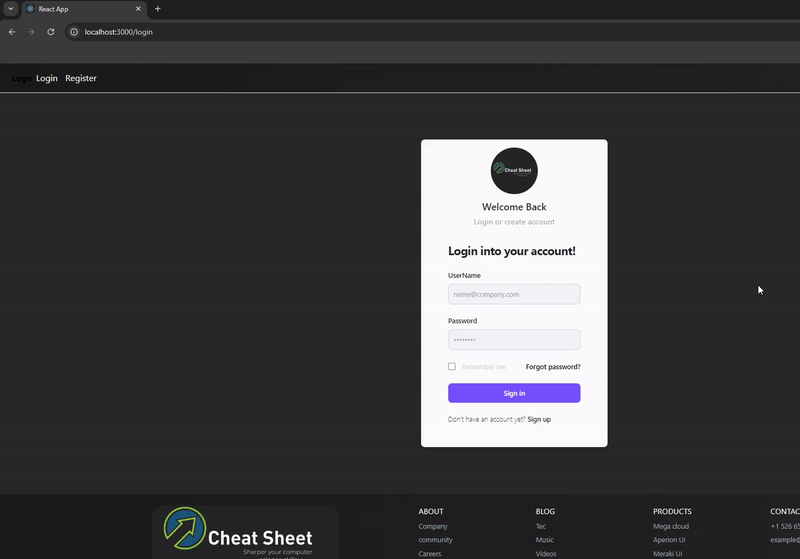 React App
localhost:3000/login
Logo Login Register
Cheat Sheet
Welcome Back
Login or create account
Login into your account!
UserName
name@company.com
Password
••••••••
Remember me Forgot password?
Sign in
Don't have an account yet? Sign up
Cheat Sheet
Sharper your computer
ABOUT BLOG PRODUCTS
Company Tec Mega cloud +1 526 65
community Music Aperion UI example@
Careers Videos Meraki UI